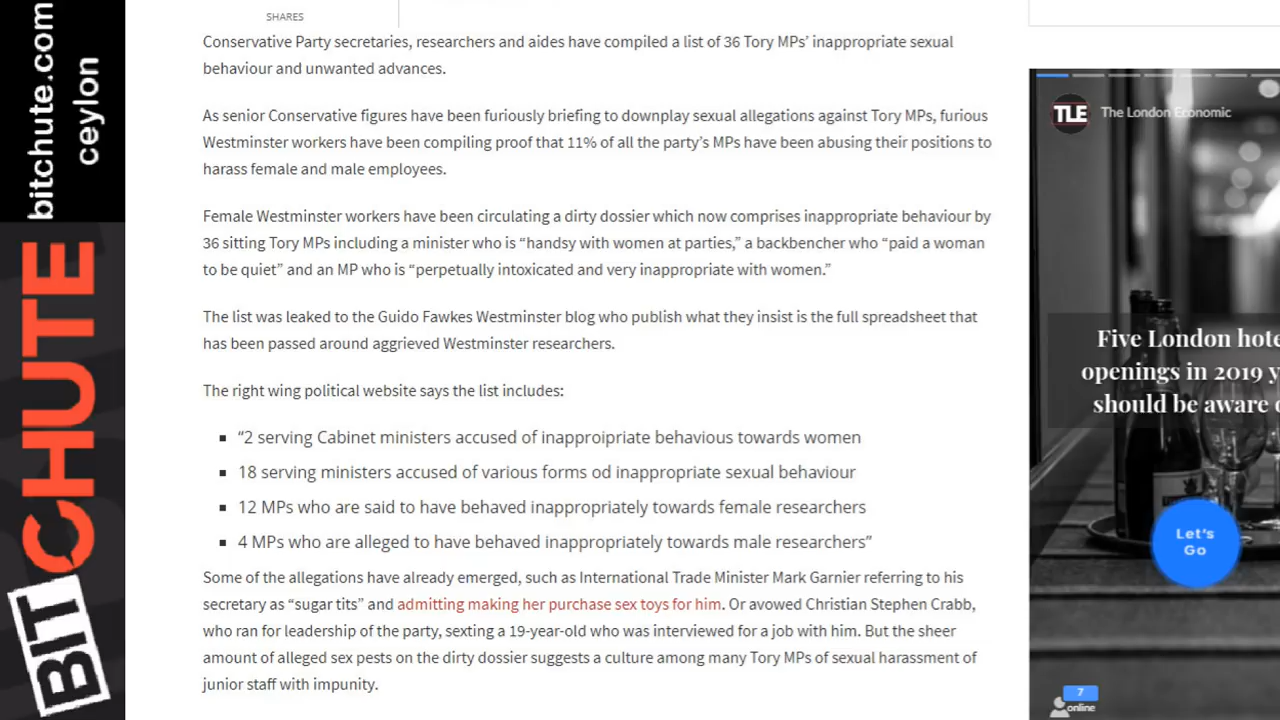 bitchute.com
ceylon
BITCHUTE
SHARES
Conservative Party secretaries, researchers and aides have compiled a list of 36 Tory MPs’ inappropriate sexual
behaviour and unwanted advances.
As senior Conservative figures have been furiously briefing to downplay sexual allegations against Tory MPs, furious
Westminster workers have been compiling proof that 11% of all the party’s MPs have been abusing their positions to
harass female and male employees.
Female Westminster workers have been circulating a dirty dossier which now comprises inappropriate behaviour by
36 sitting Tory MPs including a minister who is “handsy with women at parties,” a backbencher who “paid a woman
to be quiet” and an MP who is “perpetually intoxicated and very inappropriate with women.”
The list was leaked to the Guido Fawkes Westminster blog who publish what they insist is the full spreadsheet that
has been passed around aggrieved Westminster researchers.
The right wing political website says the list includes:
“2 serving Cabinet ministers accused of inapproipriate behavious towards women
18 serving ministers accused of various forms od inappropriate sexual behaviour
12 MPs who are said to have behaved inappropriately towards female researchers
4 MPs who are alleged to have behaved inappropriately towards male researchers”
Some of the allegations have already emerged, such as International Trade Minister Mark Garnier referring to his
secretary as “sugar tits” and admitting making her purchase sex toys for him. Or avowed Christian Stephen Crabb,
who ran for leadership of the party, sexting a 19-year-old who was interviewed for a job with him. But the sheer
amount of alleged sex pests on the dirty dossier suggests a culture among many Tory MPs of sexual harassment of
junior staff with impunity.
TLE
The London Economic
Five London hote
openings in 2019 y
should be aware
Let's
Go
7
online